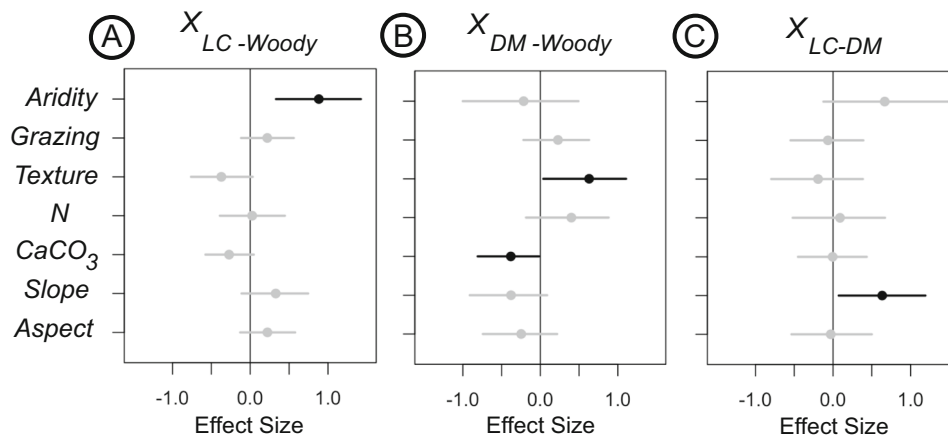 A X LC -Woody
B X DM -Woody
C X LC-DM
Aridity
Grazing
Texture
N
CaCO3
Slope
Aspect
-1.0 0.0 1.0
-1.0 0.0 1.0
-1.0 0.0 1.0
Effect Size
Effect Size
Effect Size